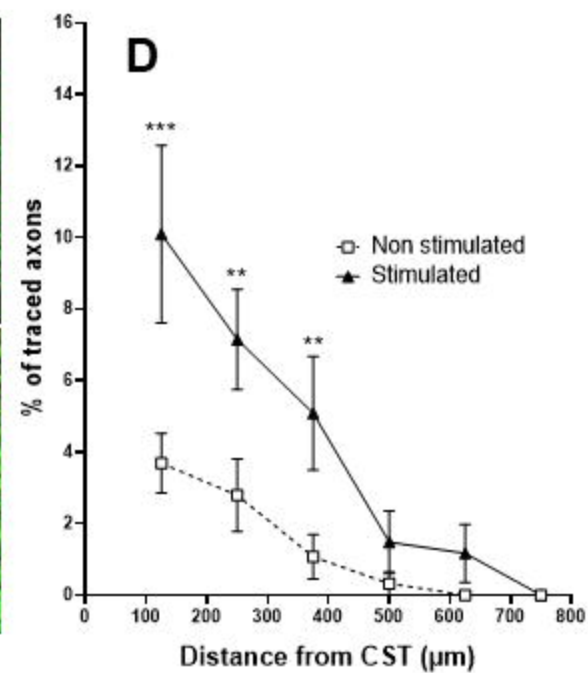 D
16
14
12
10
8
6
4
2
0
% of traced axons
***
**
**
Non stimulated
Stimulated
0 100 200 300 400 500 600 700 800
Distance from CST (µm)